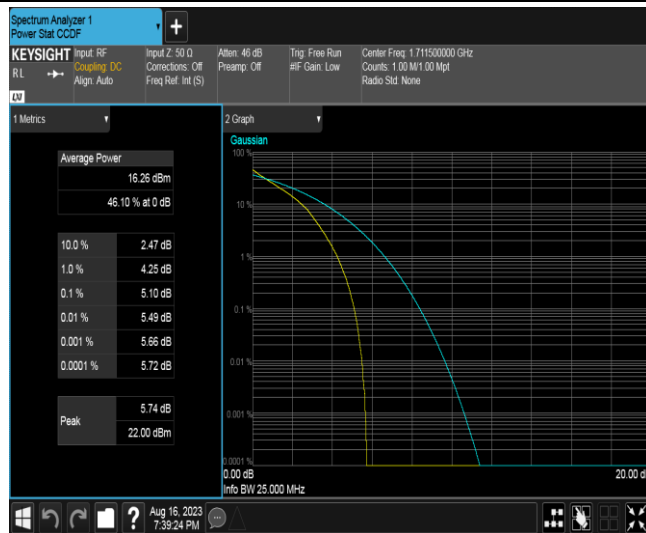 Spectrum Analyzer 1
Power Stat CCDF
+
KEYSIGHT
RL
LXI
Input: RF
Coupling: DC
Align: Auto
Input Z: 50 Ω
Corrections: Off
Freq Ref: Int (S)
Atten: 46 dB
Preamp: Off
Trig: Free Run
#IF Gain: Low
Center Freq: 1.711500000 GHz
Counts: 1.00 M/1.00 Mpt
Radio Std: None
1 Metrics
Average Power
16.26 dBm
46.10 % at 0 dB
10.0 % 2.47 dB
1.0 % 4.25 dB
0.1 % 5.10 dB
0.01 % 5.49 dB
0.001 % 5.66 dB
0.0001 % 5.72 dB
Peak
5.74 dB
22.00 dBm
2 Graph
Gaussian
100 %
10 %
1 %
0.1 %
0.01 %
0.001 %
0.0001 %
0.00 dB
20.00 d
Info BW 25.000 MHz
?
Aug 16, 2023
7:39:24 PM